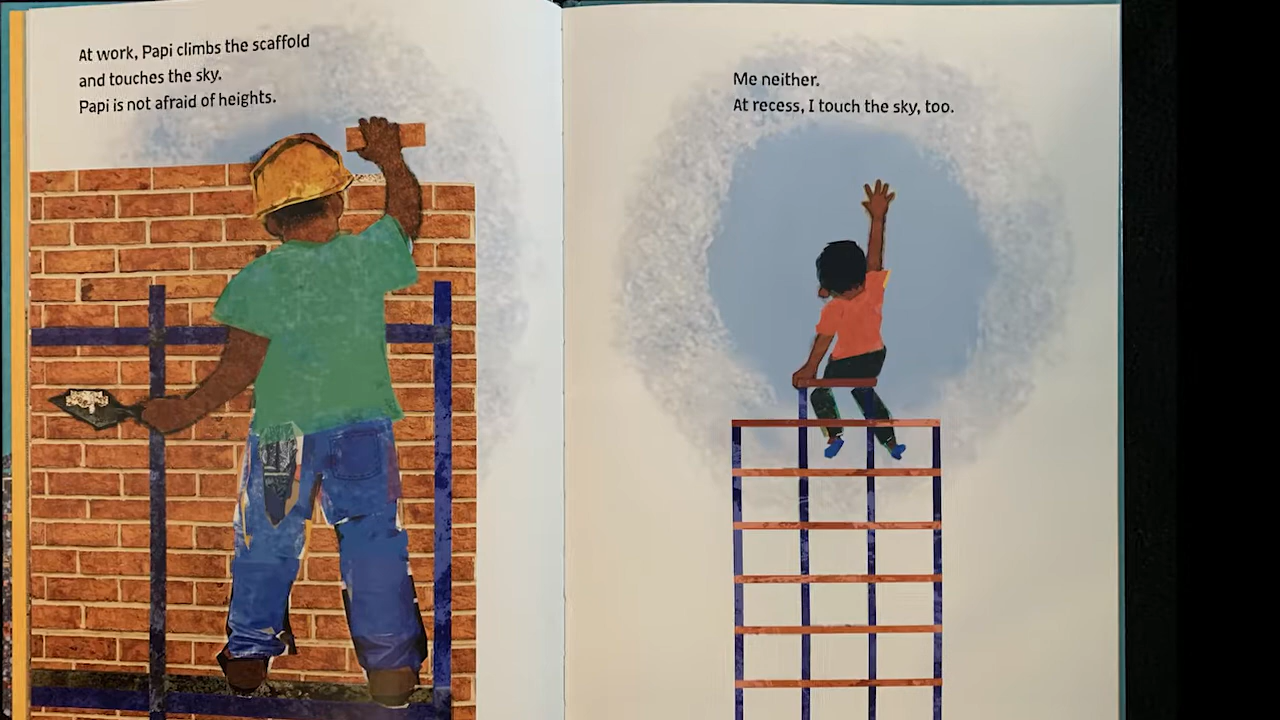 At work, Papi climbs the scaffold
and touches the sky.
Papi is not afraid of heights.
Me neither.
At recess, I touch the sky, too.